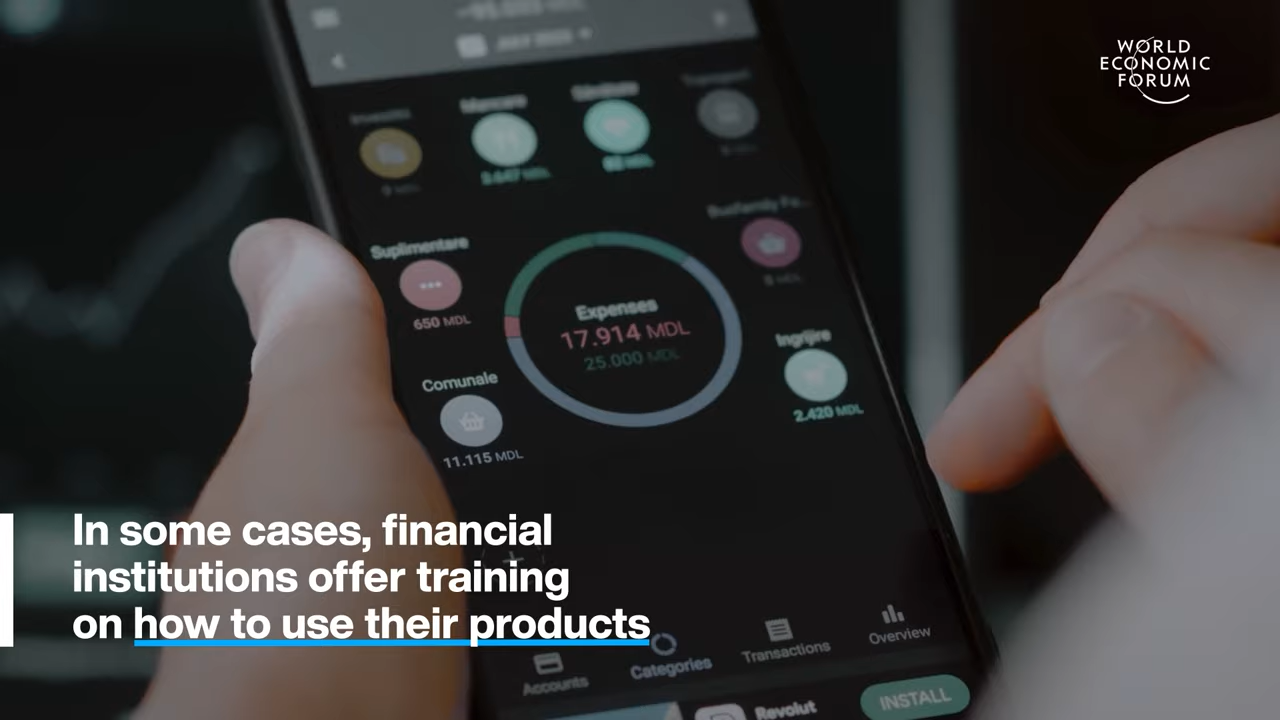 WORLD
ECONOMIC
FORUM
Mancare
Suplimentare
650 MDL
Expenses
17.914 MDL
25.000 MDL
Ingrijire
2.420 MDL
Comunale
11.115 MDL
In some cases, financial
institutions offer training
on how to use their products
Accounts
Categories
Transactions
Overview
Revolut
INSTALL